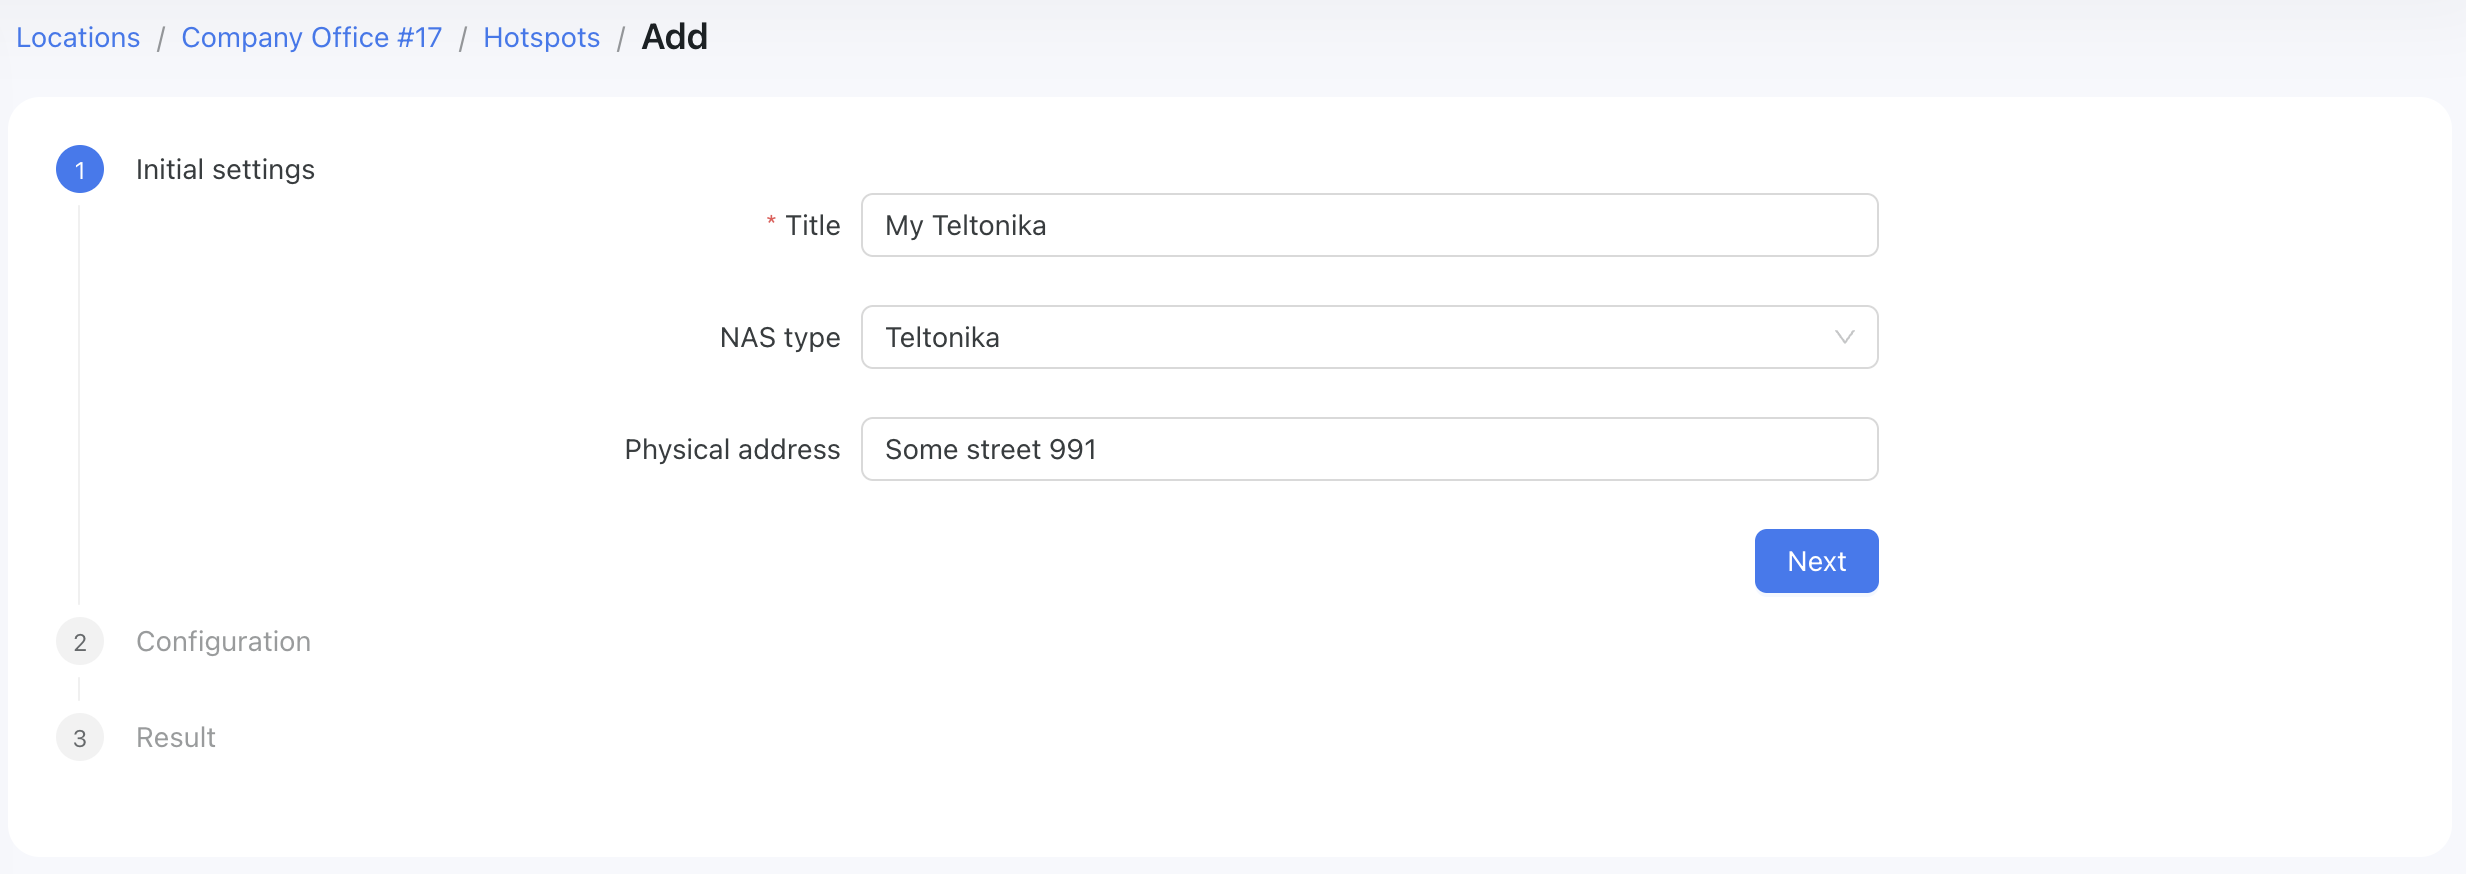 Locations / Company Office #17 / Hotspots / Add
1 Initial settings
* Title My Teltonika
NAS type Teltonika
Physical address Some street 991
Next
2 Configuration
3 Result